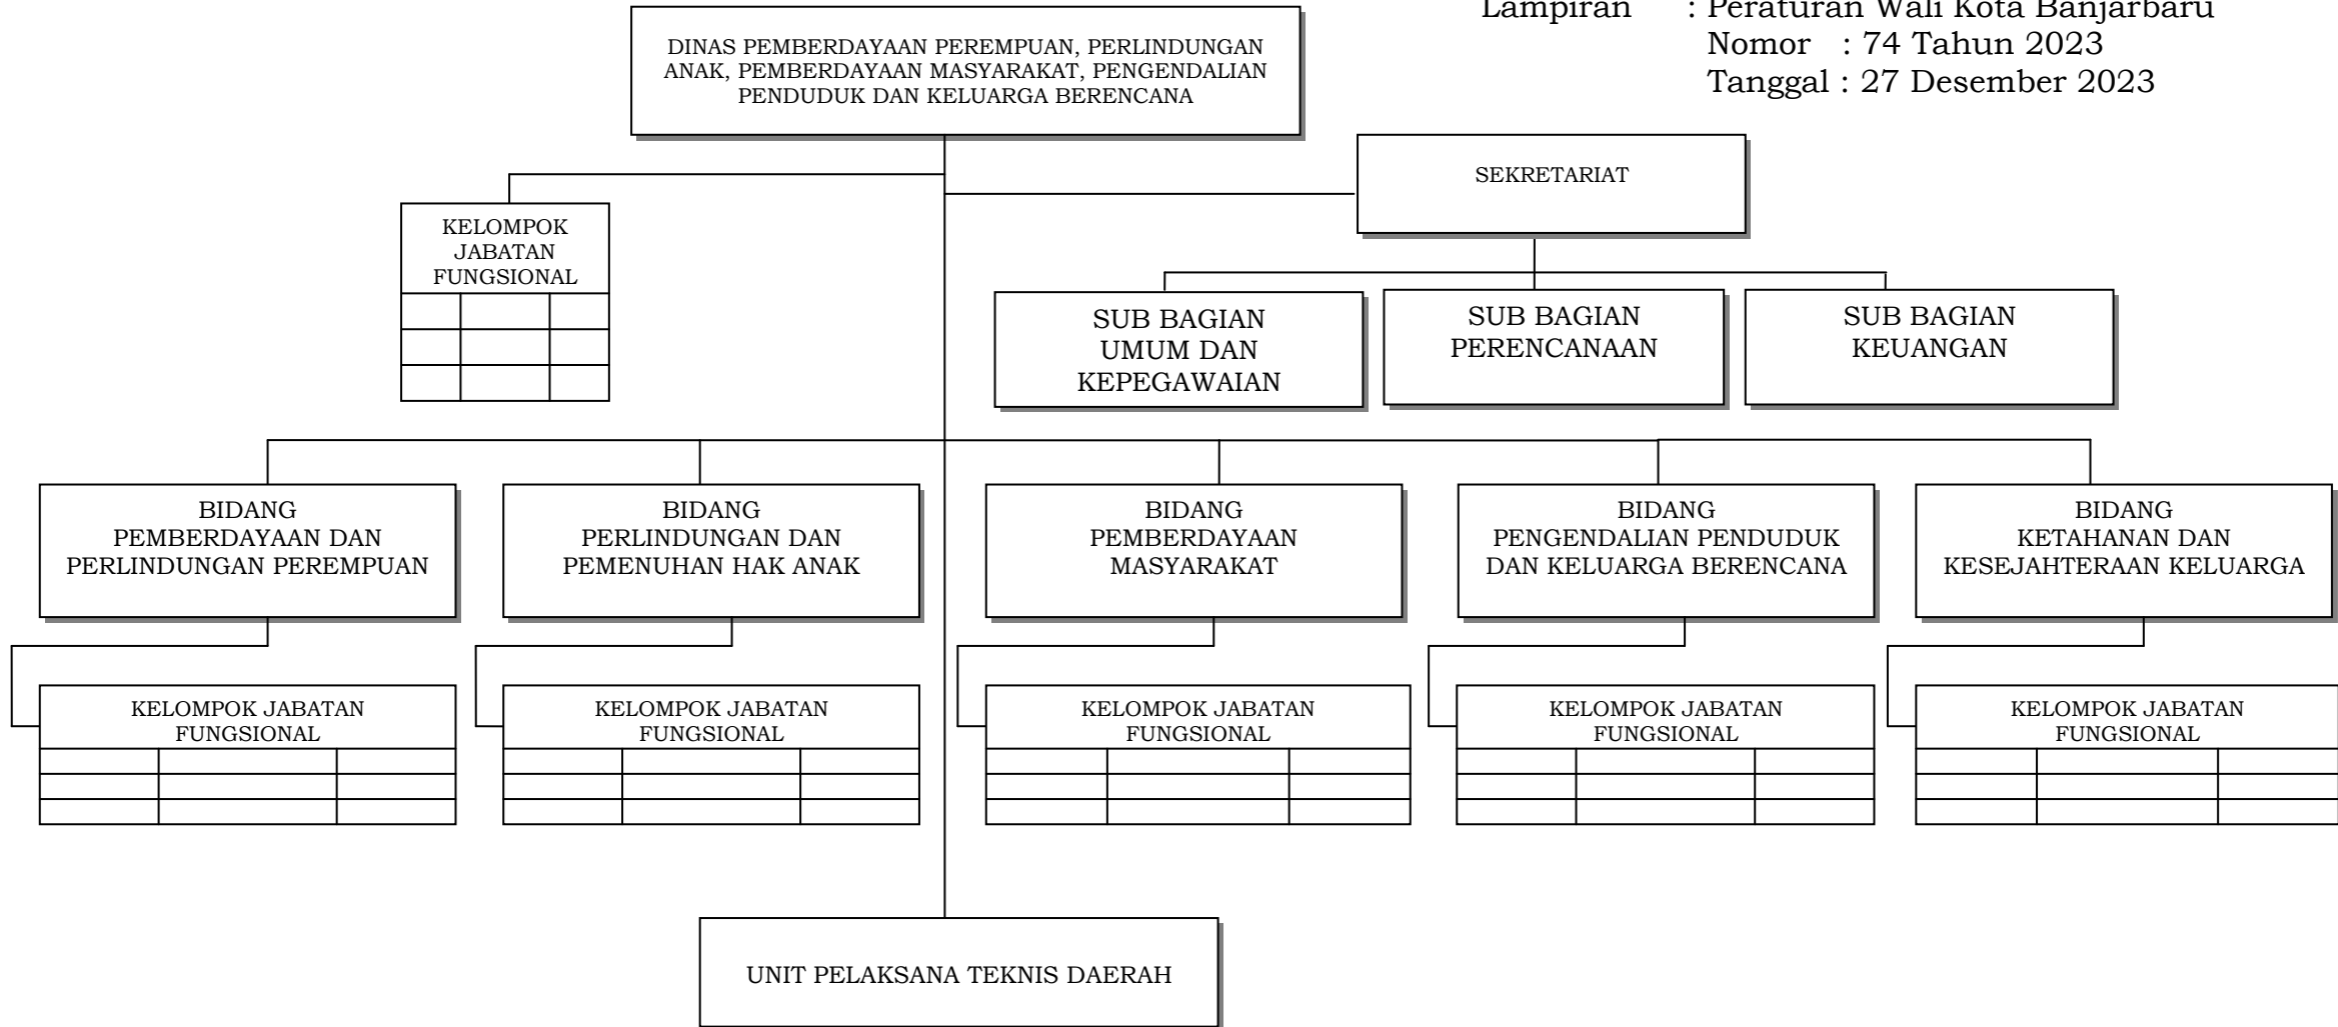 Lampiran : Peraturan Wali Kota Banjarbaru
Nomor : 74 Tahun 2023
Tanggal : 27 Desember 2023
DINAS PEMBERDAYAAN PEREMPUAN, PERLINDUNGAN
ANAK, PEMBERDAYAAN MASYARAKAT, PENGENDALIAN
PENDUDUK DAN KELUARGA BERENCANA
SEKRETARIAT
KELOMPOK
JABATAN
FUNGSIONAL
SUB BAGIAN
UMUM DAN
KEPEGAWAIAN
SUB BAGIAN
PERENCANAAN
SUB BAGIAN
KEUANGAN
BIDANG
PEMBERDAYAAN DAN
PERLINDUNGAN PEREMPUAN
BIDANG
PERLINDUNGAN DAN
PEMENUHAN HAK ANAK
BIDANG
PEMBERDAYAAN
MASYARAKAT
BIDANG
PENGENDALIAN PENDUDUK
DAN KELUARGA BERENCANA
BIDANG
KETAHANAN DAN
KESEJAHTERAAN KELUARGA
KELOMPOK JABATAN
FUNGSIONAL
KELOMPOK JABATAN
FUNGSIONAL
KELOMPOK JABATAN
FUNGSIONAL
KELOMPOK JABATAN
FUNGSIONAL
KELOMPOK JABATAN
FUNGSIONAL
UNIT PELAKSANA TEKNIS DAERAH